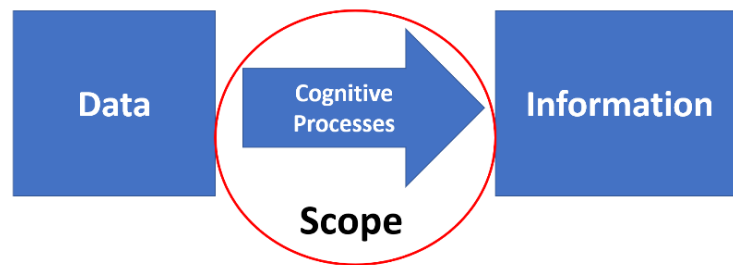 Data
Cognitive
Processes
Information
Scope